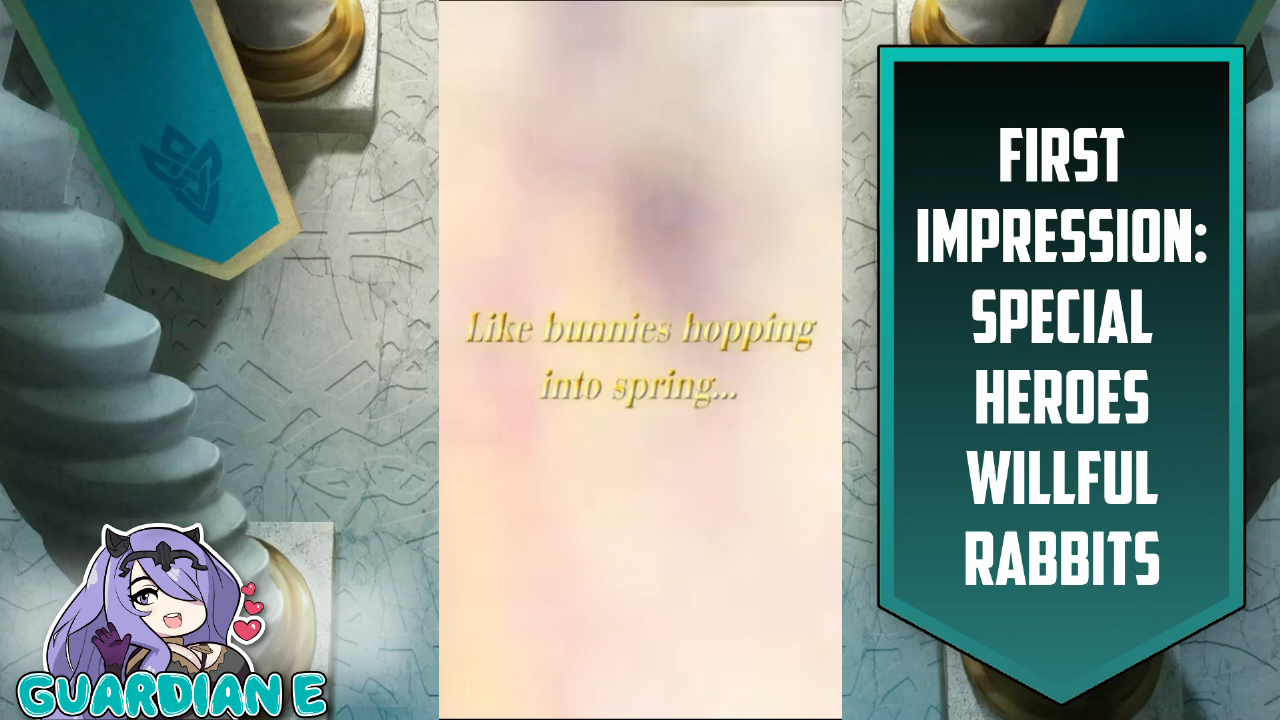 Like bunnies hopping
into spring...
FIRST
IMPRESSION:
SPECIAL
HEROES
WILLFUL
RABBITS
GUARDIAN E